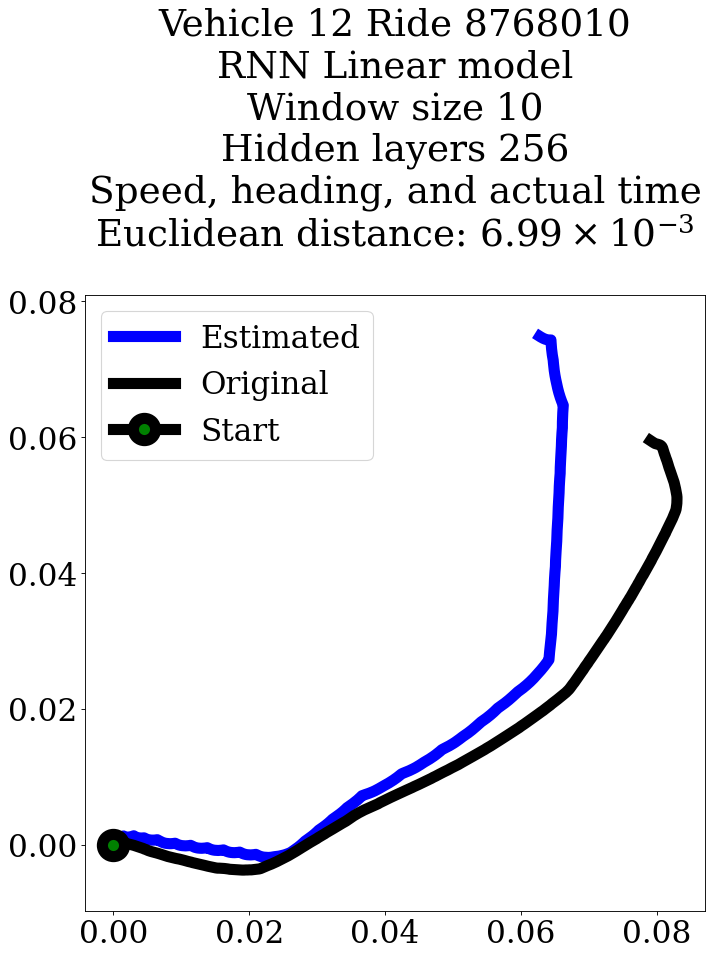 Vehicle 12 Ride 8768010
RNN Linear model
Window size 10
Hidden layers 256
Speed, heading, and actual time
Euclidean distance: 6.99 × 10⁻³
0.08
Estimated
Original
Start
0.06
0.04
0.02
0.00
0.00 0.02 0.04 0.06 0.08